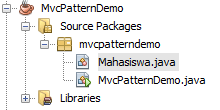 MvcPatternDemo
Source Packages
mvcpatterndemo
Mahasiswa.java
MvcPatternDemo.java
Libraries